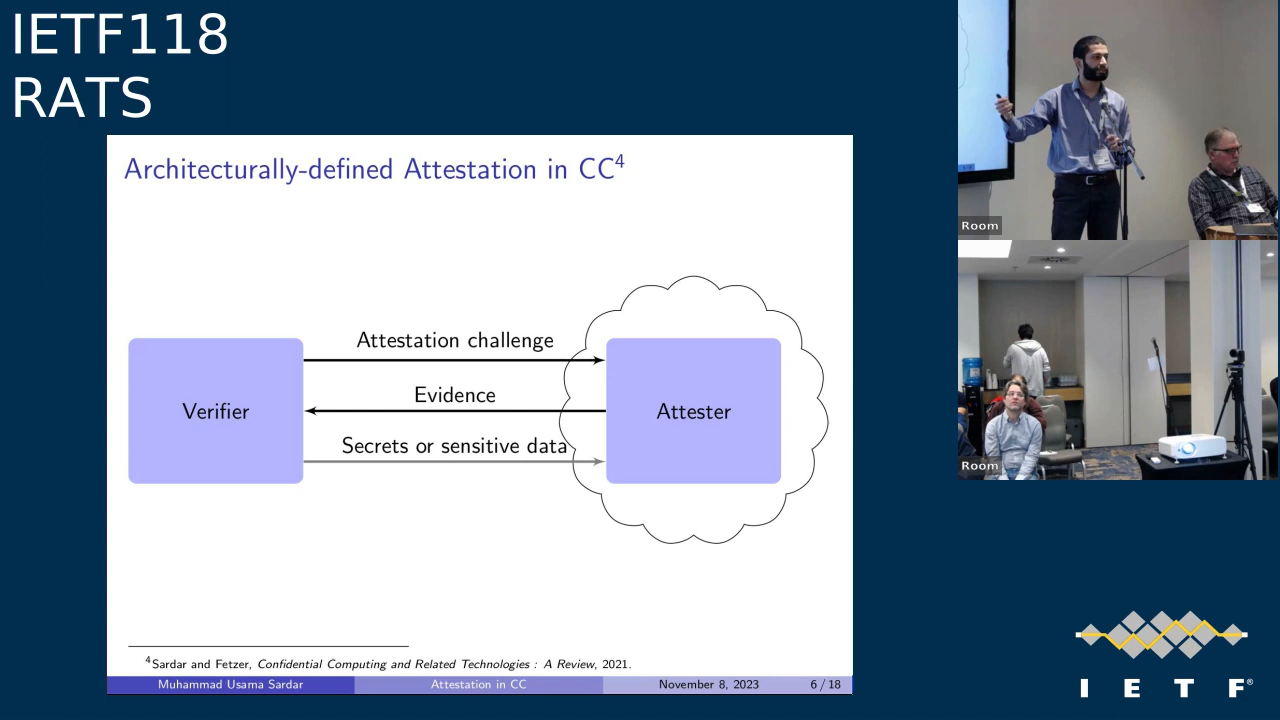 IETF118
RATS
Architecturally-defined Attestation in CC4
Attestation challenge
Verifier
Evidence
Attester
Secrets or sensitive data
4Sardar and Fetzer, Confidential Computing and Related Technologies : A Review, 2021.
Muhammad Usama Sardar Attestation in CC November 8, 2023 6 / 18
Room
Room
I E T F®